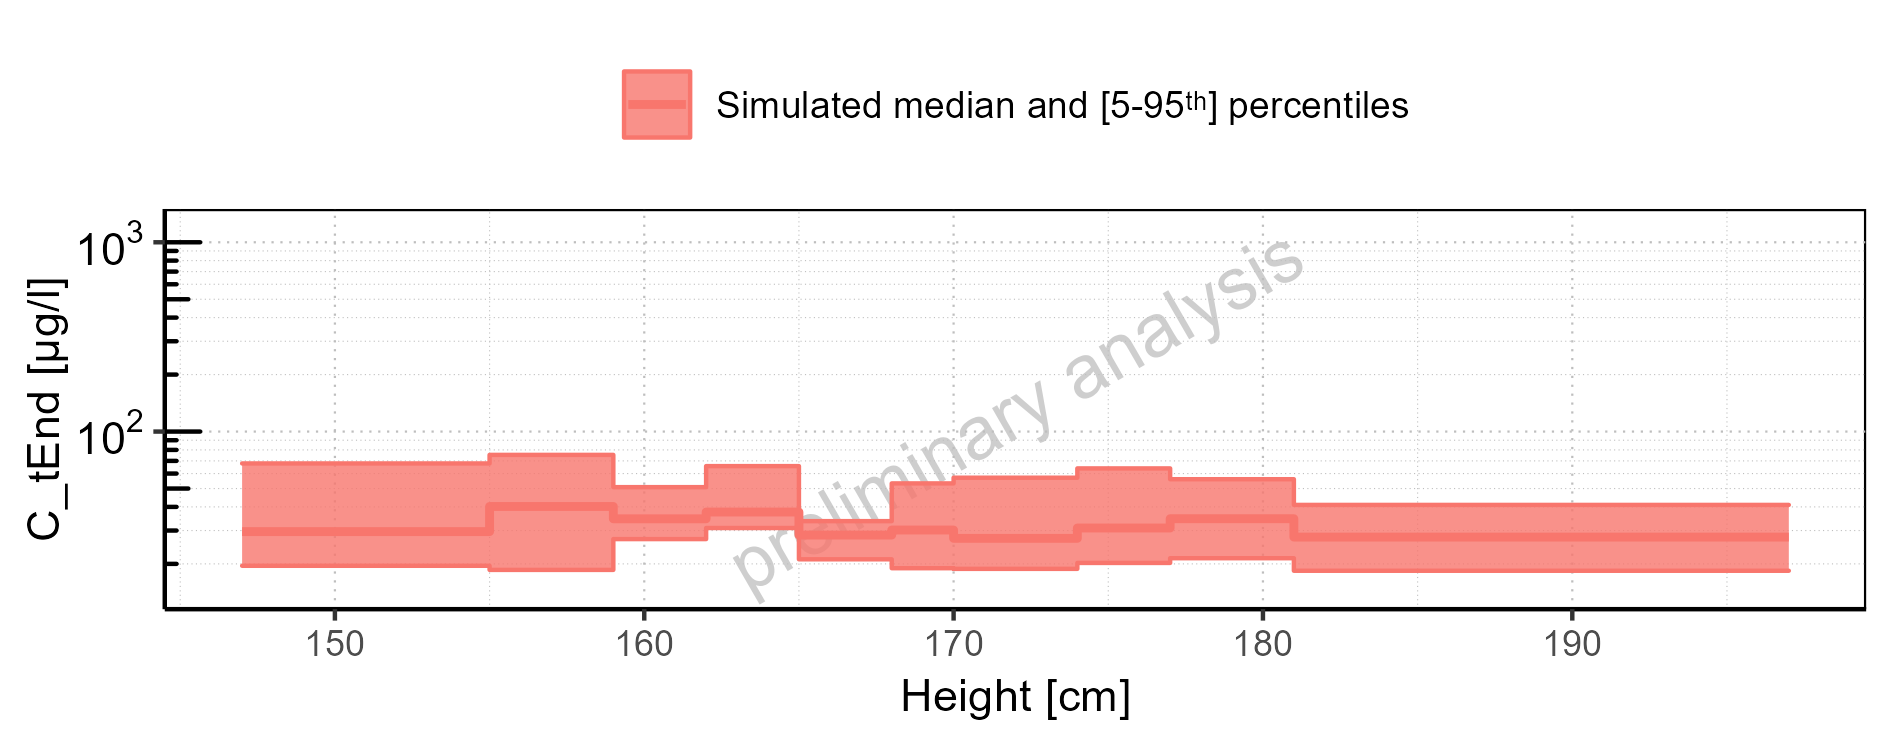 Simulated median and [5-95th] percentiles
10³
10²
C_tEnd [µg/l]
preliminary analysis
150 160 170 180 190
Height [cm]